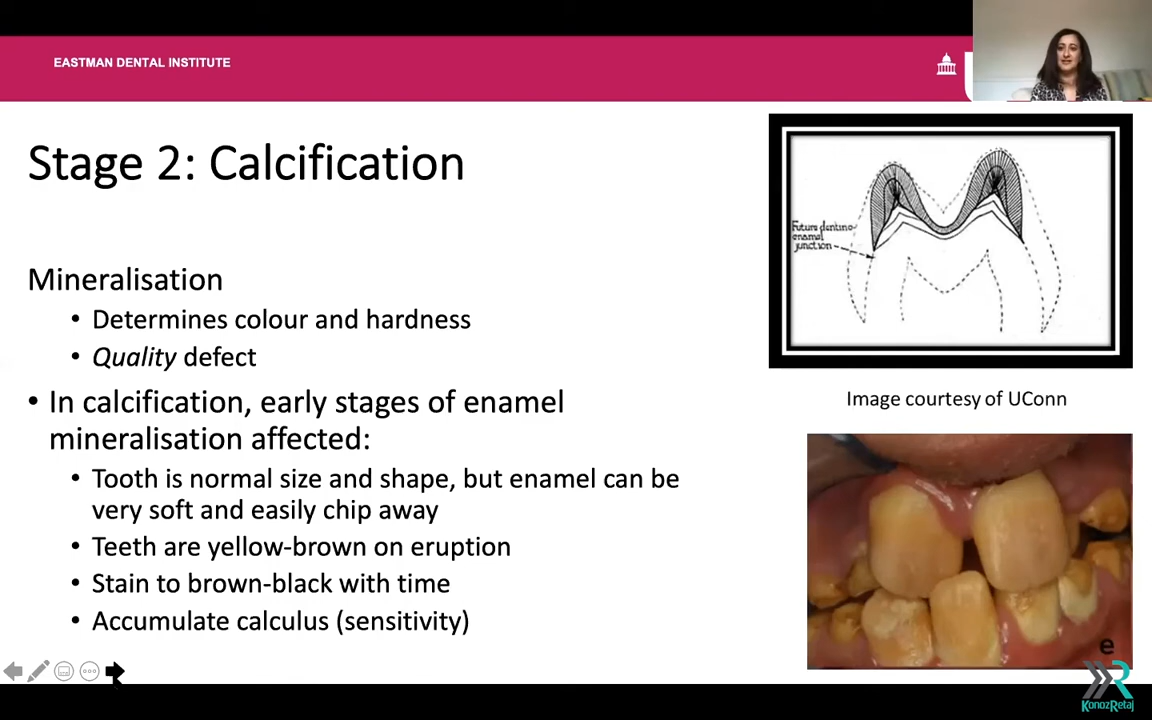 EASTMAN DENTAL INSTITUTE
Stage 2: Calcification
Mineralisation
• Determines colour and hardness
• Quality defect
• In calcification, early stages of enamel
mineralisation affected:
• Tooth is normal size and shape, but enamel can be
very soft and easily chip away
• Teeth are yellow-brown on eruption
• Stain to brown-black with time
• Accumulate calculus (sensitivity)
Future dentino-
enamel
junction
Image courtesy of UConn
e
KonozRetaj